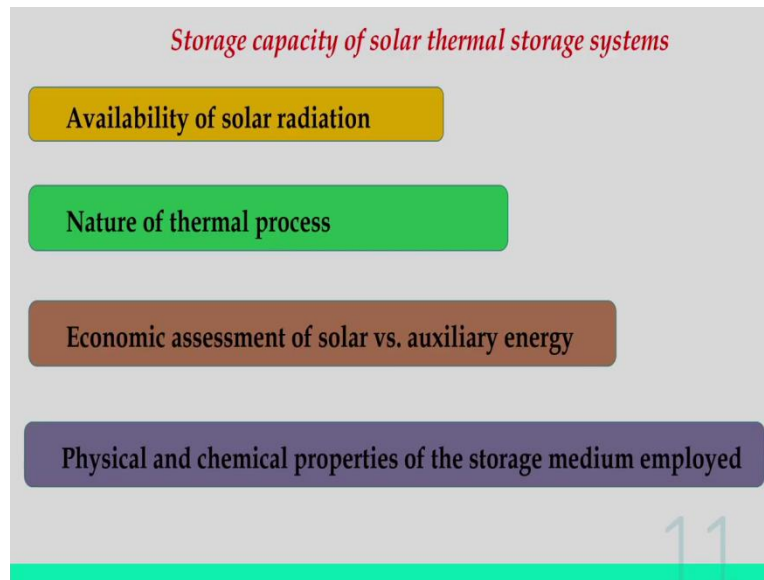 Storage capacity of solar thermal storage systems
Availability of solar radiation
Nature of thermal process
Economic assessment of solar vs. auxiliary energy
Physical and chemical properties of the storage medium employed
11